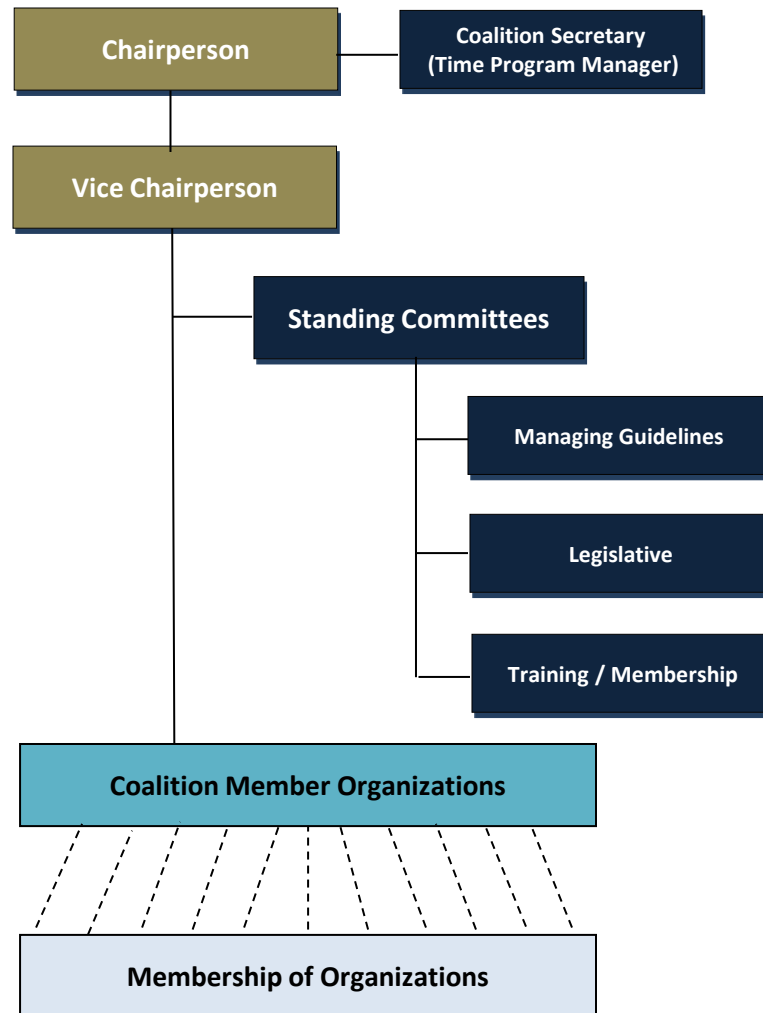 Chairperson
Coalition Secretary
(Time Program Manager)
Vice Chairperson
Standing Committees
Managing Guidelines
Legislative
Training / Membership
Coalition Member Organizations
Membership of Organizations